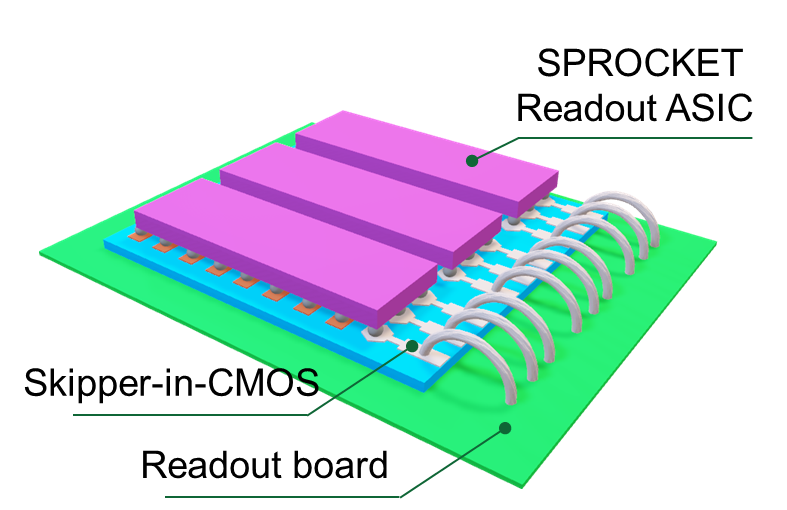 SPROCKET
Readout ASIC
Skipper-in-CMOS
Readout board